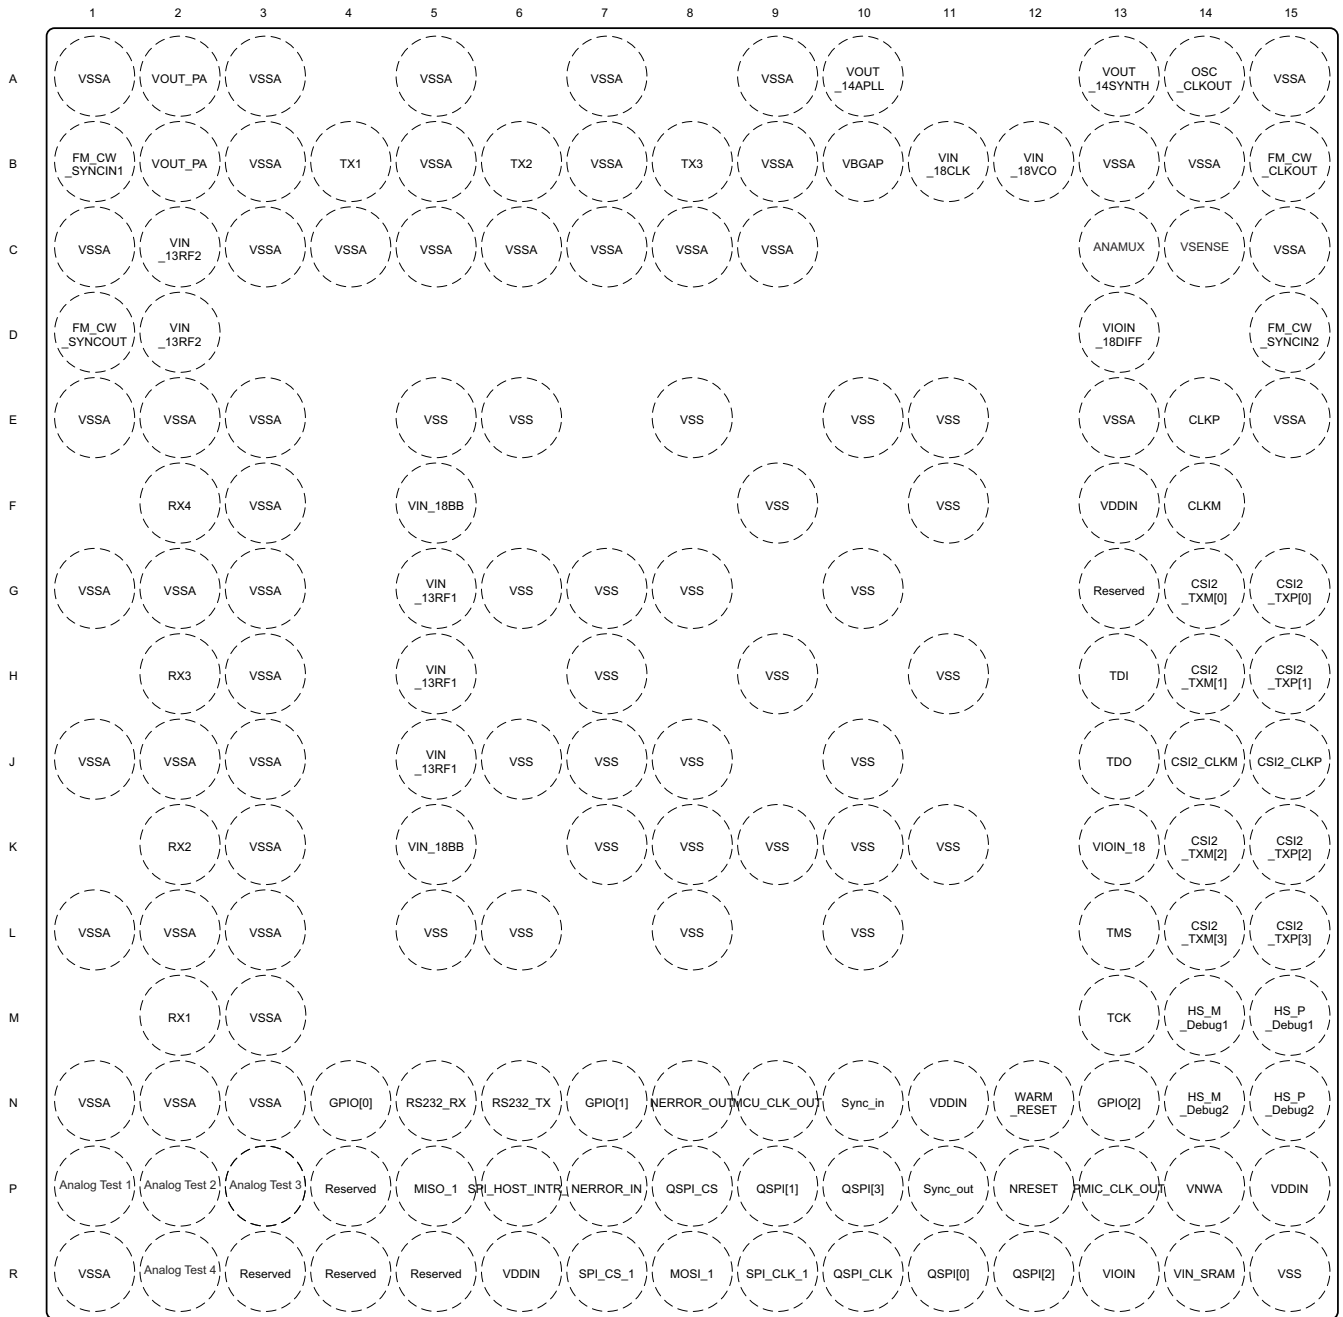 1 2 3 4 5 6 7 8 9 10 11 12 13 14 15
A VSSA VOUT_PA VSSA VSSA VSSA VSSA VOUT _14APLL VOUT _14SYNTH OSC _CLKOUT VSSA
B FM_CW _SYNCIN1 VOUT_PA VSSA TX1 VSSA TX2 VSSA TX3 VSSA VBGAP VIN _18CLK VIN _18VCO VSSA VSSA FM_CW _CLKOUT
C VSSA VIN _13RF2 VSSA VSSA VSSA VSSA VSSA VSSA VSSA ANAMUX VSENSE VSSA
D FM_CW _SYNCOUT VIN _13RF2 VIOIN _18DIFF FM_CW _SYNCIN2
E VSSA VSSA VSSA VSS VSS VSS VSS VSS VSSA CLKP VSSA
F RX4 VSSA VIN_18BB VSS VSS VDDIN CLKM
G VSSA VSSA VSSA VIN _13RF1 VSS VSS VSS VSS Reserved CSI2 _TXM[0] CSI2 _TXP[0]
H RX3 VSSA VIN _13RF1 VSS VSS VSS TDI CSI2 _TXM[1] CSI2 _TXP[1]
J VSSA VSSA VSSA VIN _13RF1 VSS VSS VSS VSS TDO CSI2_CLKM CSI2_CLKP
K RX2 VSSA VIN_18BB VSS VSS VSS VSS VSS VIOIN_18 CSI2 _TXM[2] CSI2 _TXP[2]
L VSSA VSSA VSSA VSS VSS VSS VSS TMS CSI2 _TXM[3] CSI2 _TXP[3]
M RX1 VSSA TCK HS_M _Debug1 HS_P _Debug1
N VSSA VSSA VSSA GPIO[0] RS232_RX RS232_TX GPIO[1] NERROR_OUT MCU_CLK_OUT Sync_in VDDIN WARM _RESET GPIO[2] HS_M _Debug2 HS_P _Debug2
P Analog Test 1 Analog Test 2 Analog Test 3 Reserved MISO_1 SPI_HOST_INTR_1 NERROR_IN QSPI_CS QSPI[1] QSPI[3] Sync_out NRESET PMIC_CLK_OUT VNWA VDDIN
R VSSA Analog Test 4 Reserved Reserved Reserved VDDIN SPI_CS_1 MOSI_1 SPI_CLK_1 QSPI_CLK QSPI[0] QSPI[2] VIOIN VIN_SRAM VSS